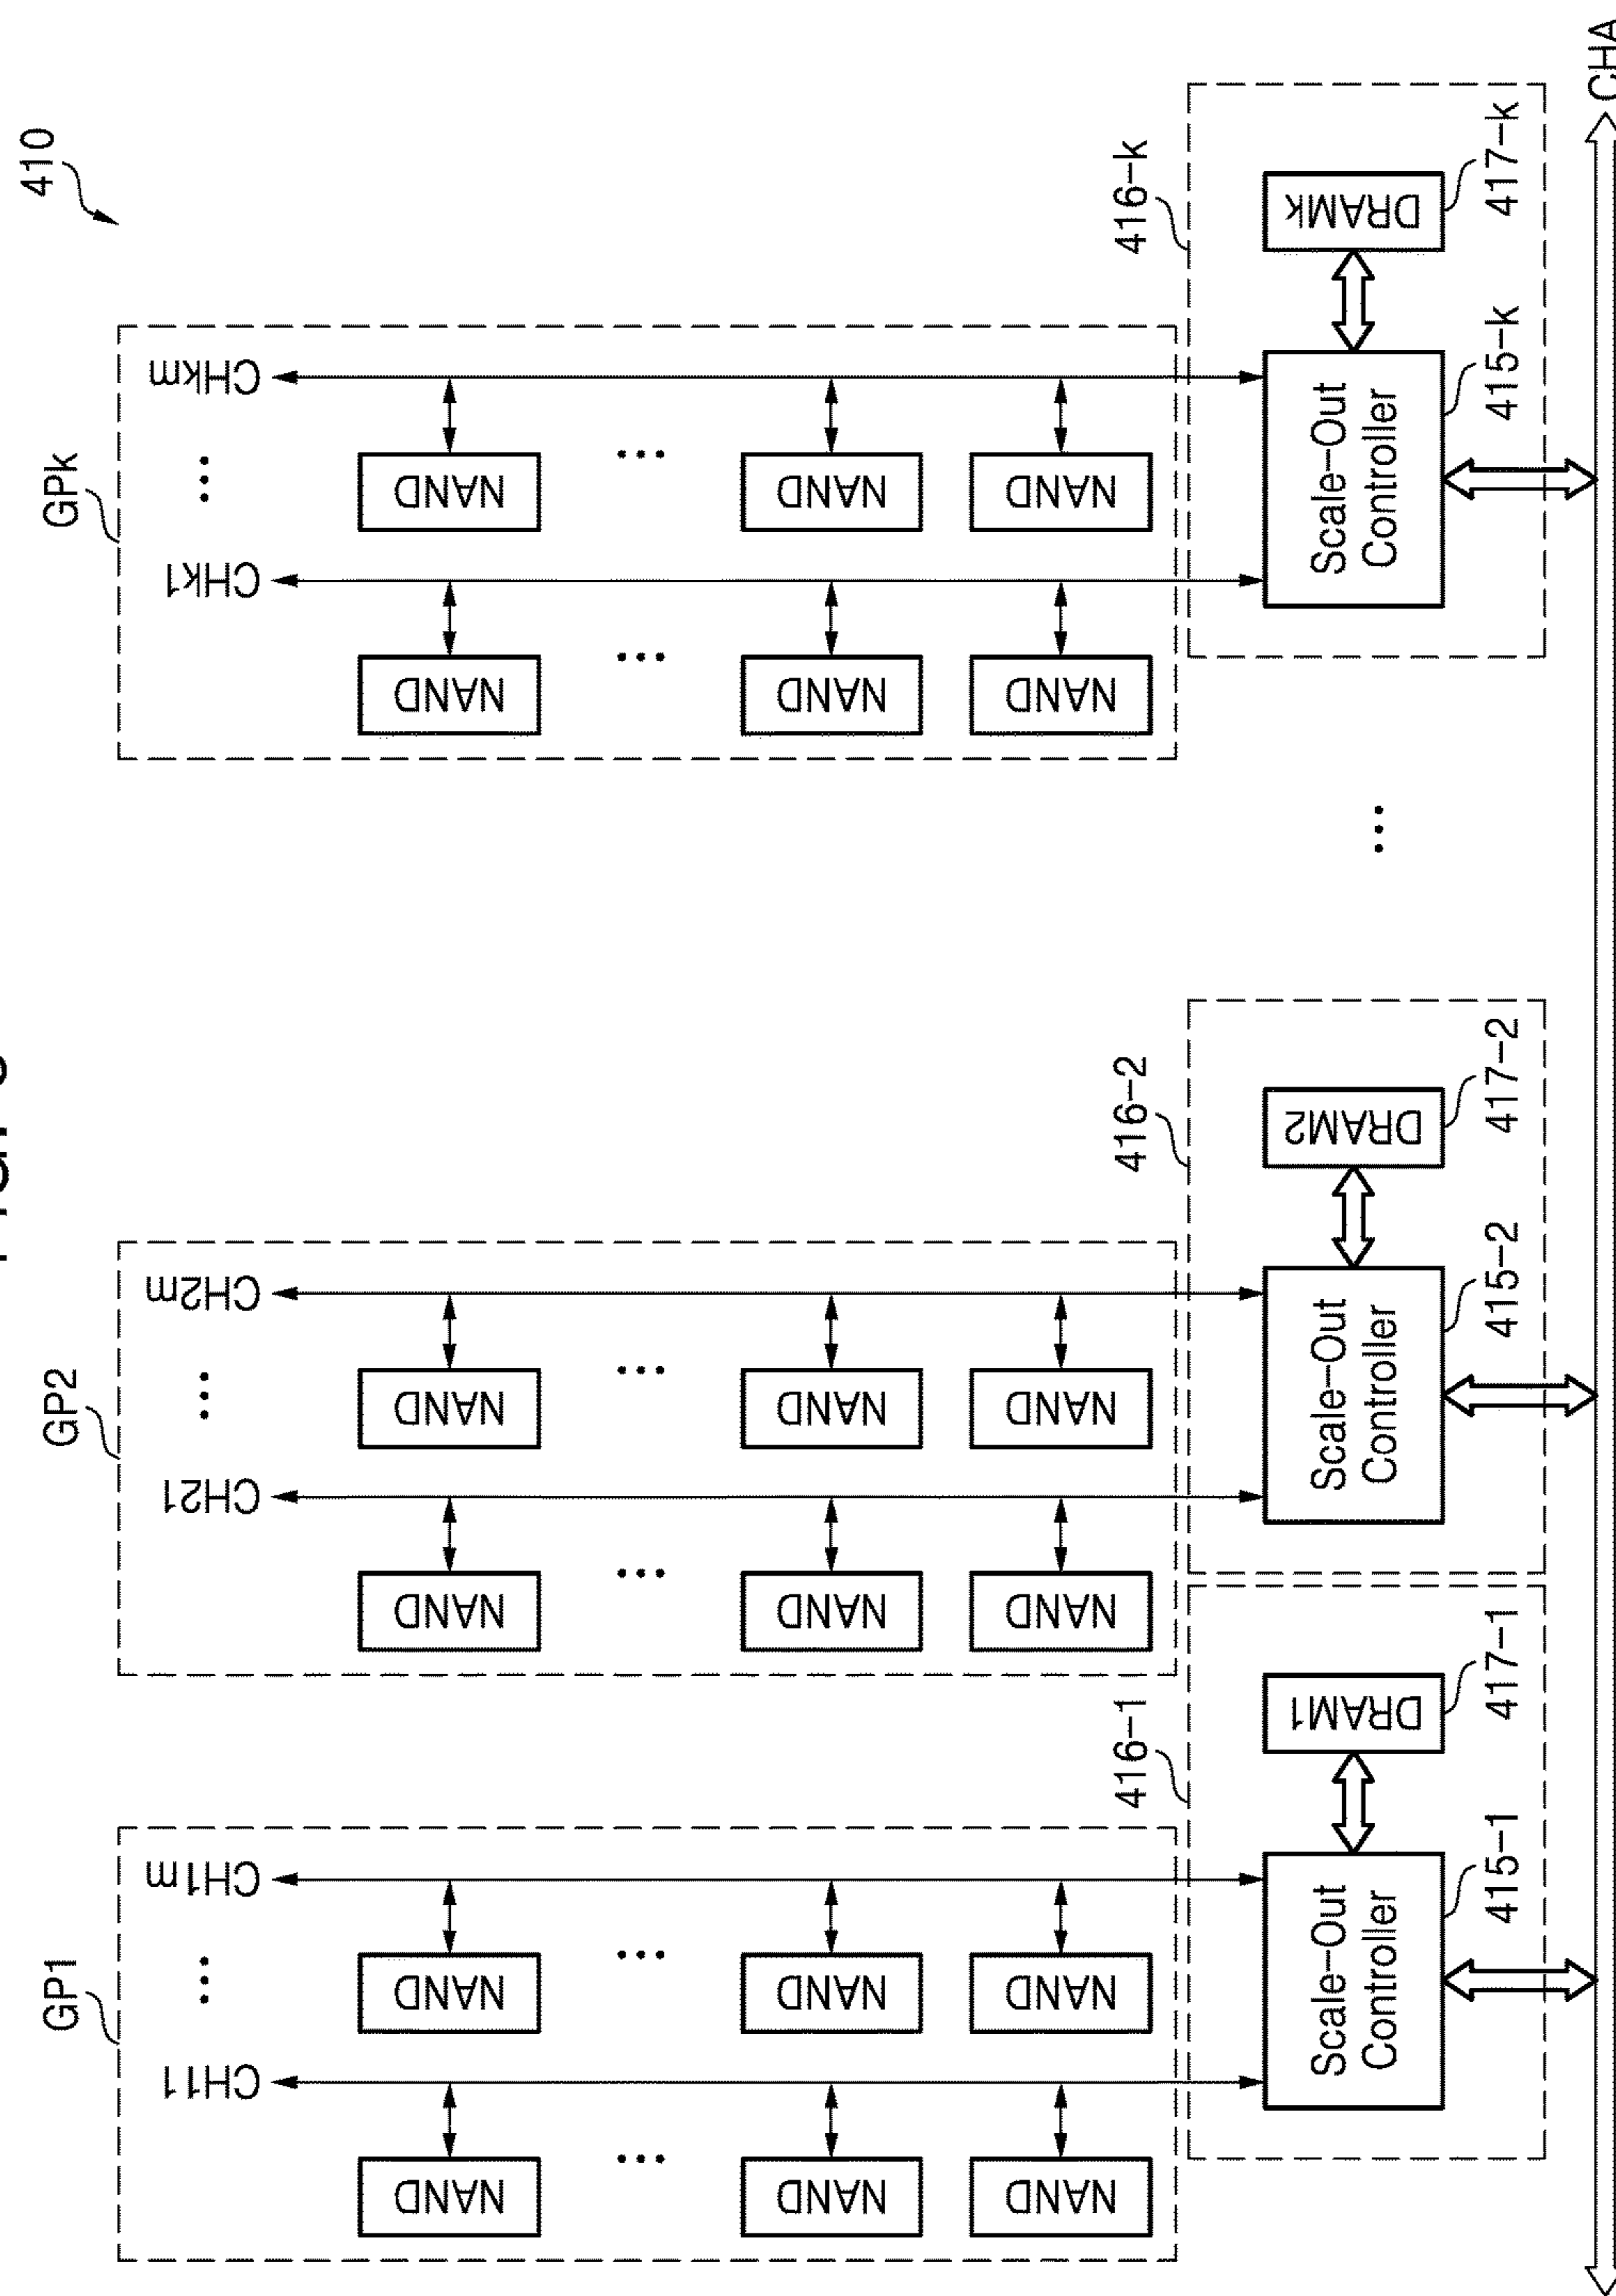 FIG.
410
GP1
GP2
GPk
CH11
...
CH1m
CH21
...
CH2m
CHk1
...
CHkm
NAND
NAND
NAND
NAND
NAND
NAND
...
...
...
...
...
...
NAND
NAND
NAND
NAND
NAND
NAND
NAND
NAND
NAND
NAND
NAND
NAND
416-1
416-2
416-k
Scale-Out
Controller
DRAM1
Scale-Out
Controller
DRAM2
...
Scale-Out
Controller
DRAMk
415-1
417-1
415-2
417-2
415-k
417-k
CHA